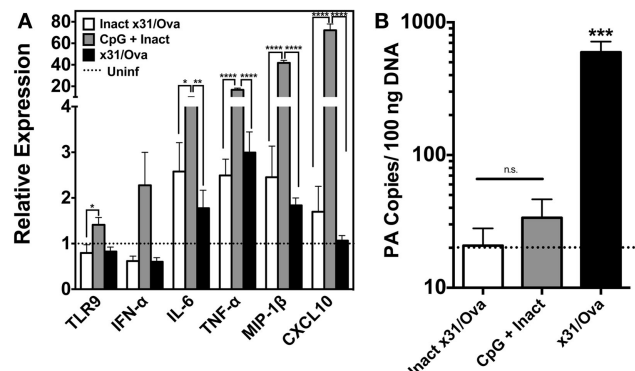 A
Relative Expression
80
60
40
20
4
3
2
1
0
Inact x31/Ova
CpG + Inact
x31/Ova
Uninf
*
* **
**** ****
**** ****
**** ****
TLR9
IFN-α
IL-6
TNF-α
MIP-1β
CXCL10
B
PA Copies/ 100 ng DNA
1000
100
10
n.s.
***
Inact x31/Ova
CpG + Inact
x31/Ova